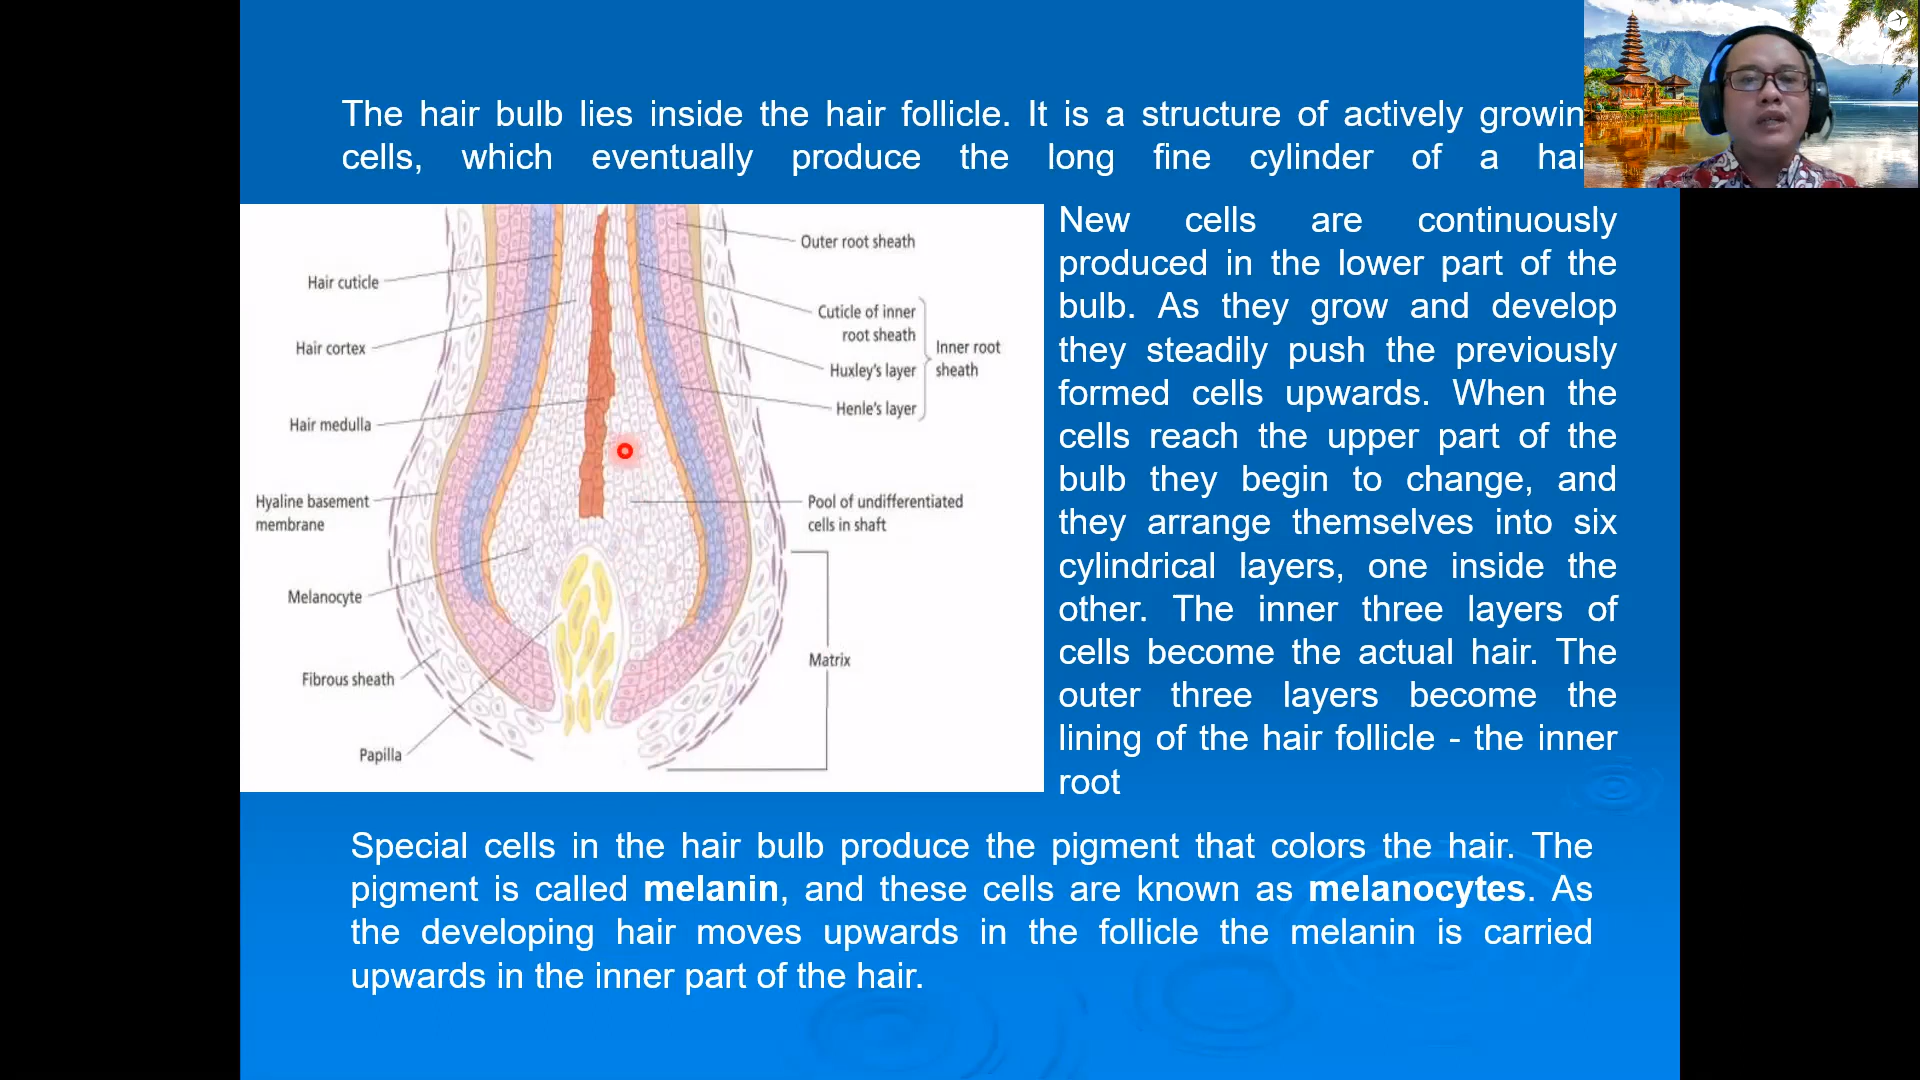 The hair bulb lies inside the hair follicle. It is a structure of actively growin
cells, which eventually produce the long fine cylinder of a hai
Outer root sheath
Hair cuticle
Cuticle of inner
root sheath
Inner root
sheath
Hair cortex
Huxley's layer
Henle's layer
Hair medulla
Hyaline basement
membrane
Pool of undifferentiated
cells in shaft
Melanocyte
Matrix
Fibrous sheath
Papilla
New cells are continuously
produced in the lower part of the
bulb. As they grow and develop
they steadily push the previously
formed cells upwards. When the
cells reach the upper part of the
bulb they begin to change, and
they arrange themselves into six
cylindrical layers, one inside the
other. The inner three layers of
cells become the actual hair. The
outer three layers become the
lining of the hair follicle - the inner
root
Special cells in the hair bulb produce the pigment that colors the hair. The
pigment is called melanin, and these cells are known as melanocytes. As
the developing hair moves upwards in the follicle the melanin is carried
upwards in the inner part of the hair.